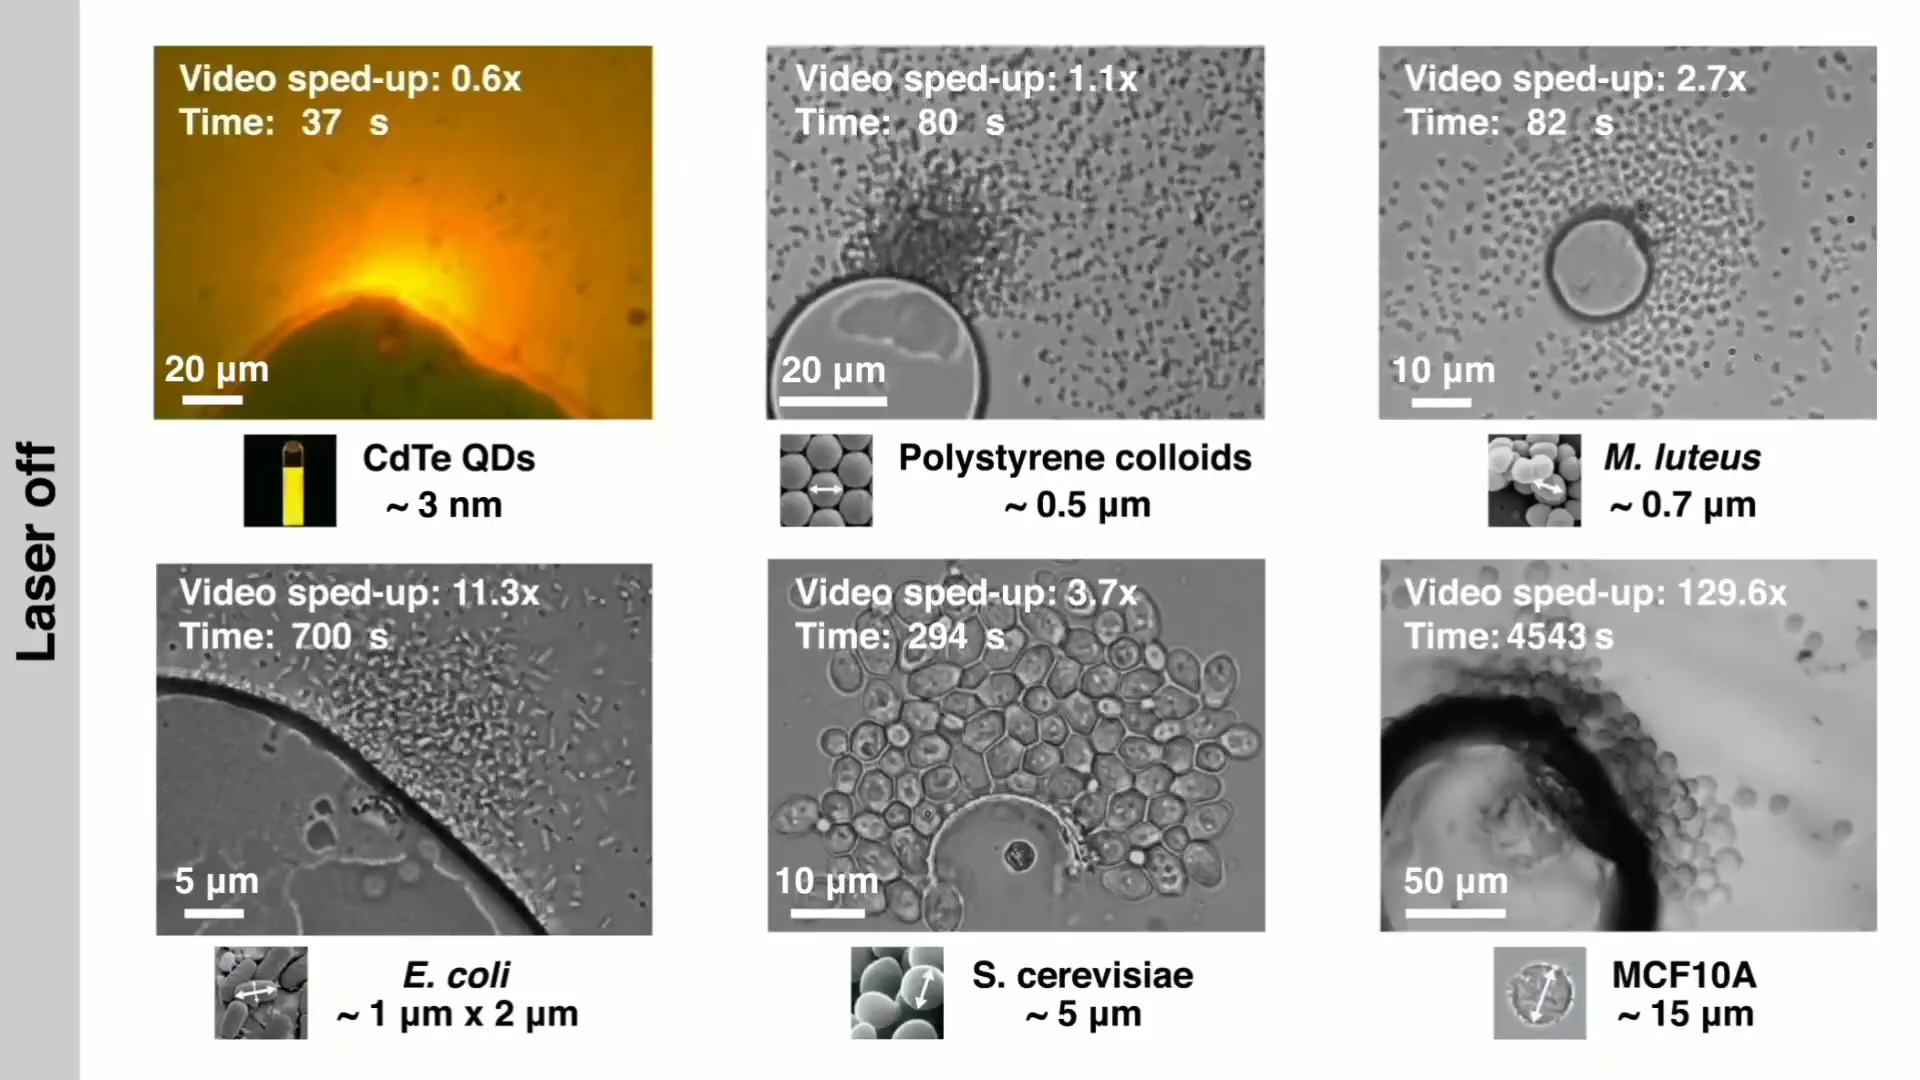 Laser off
Video sped-up: 0.6x
Time: 37 s
20 µm
CdTe QDs
~ 3 nm
Video sped-up: 1.1x
Time: 80 s
20 µm
Polystyrene colloids
~ 0.5 µm
Video sped-up: 2.7x
Time: 82 s
10 µm
M. luteus
~ 0.7 µm
Video sped-up: 11.3x
Time: 700 s
5 µm
E. coli
~ 1 µm x 2 µm
Video sped-up: 3.7x
Time: 294 s
10 µm
S. cerevisiae
~ 5 µm
Video sped-up: 129.6x
Time: 4543 s
50 µm
MCF10A
~ 15 µm